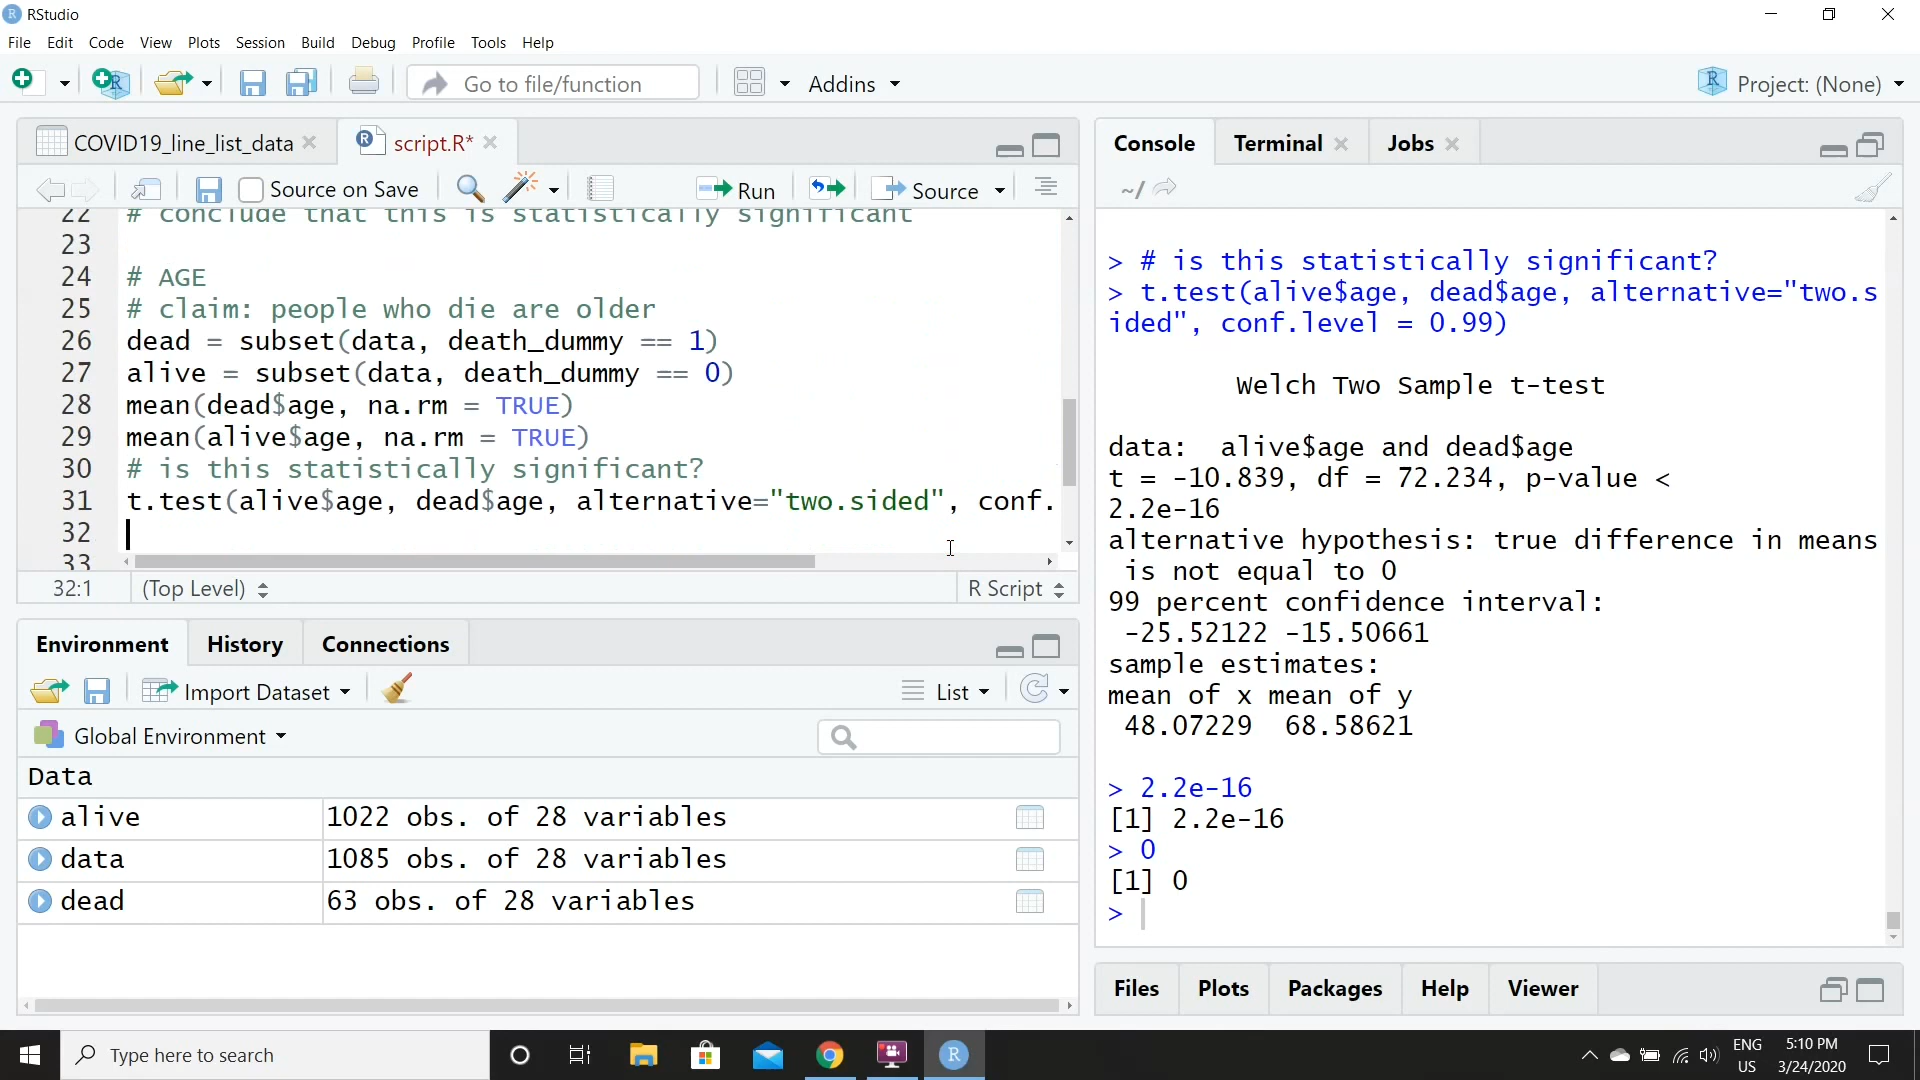 RStudio
File Edit Code View Plots Session Build Debug Profile Tools Help
Go to file/function
Addins
Project: (None)
COVID19_line_list_data
script.R*
Source on Save
Run
Source
22 # conclude that this is statistically significant
23
24 # AGE
25 # claim: people who die are older
26 dead = subset(data, death_dummy == 1)
27 alive = subset(data, death_dummy == 0)
28 mean(dead$age, na.rm = TRUE)
29 mean(alive$age, na.rm = TRUE)
30 # is this statistically significant?
31 t.test(alive$age, dead$age, alternative="two.sided", conf.
32
33
32:1 (Top Level) R Script
Environment History Connections
Import Dataset List
Global Environment
Data
alive 1022 obs. of 28 variables
data 1085 obs. of 28 variables
dead 63 obs. of 28 variables
Console Terminal Jobs
~/
> # is this statistically significant?
> t.test(alive$age, dead$age, alternative="two.s
ided", conf.level = 0.99)
Welch Two Sample t-test
data: alive$age and dead$age
t = -10.839, df = 72.234, p-value <
2.2e-16
alternative hypothesis: true difference in means
is not equal to 0
99 percent confidence interval:
-25.52122 -15.50661
sample estimates:
mean of x mean of y
48.07229 68.58621
> 2.2e-16
[1] 2.2e-16
> 0
[1] 0
>
Files Plots Packages Help Viewer
Type here to search
ENG
US
5:10 PM
3/24/2020